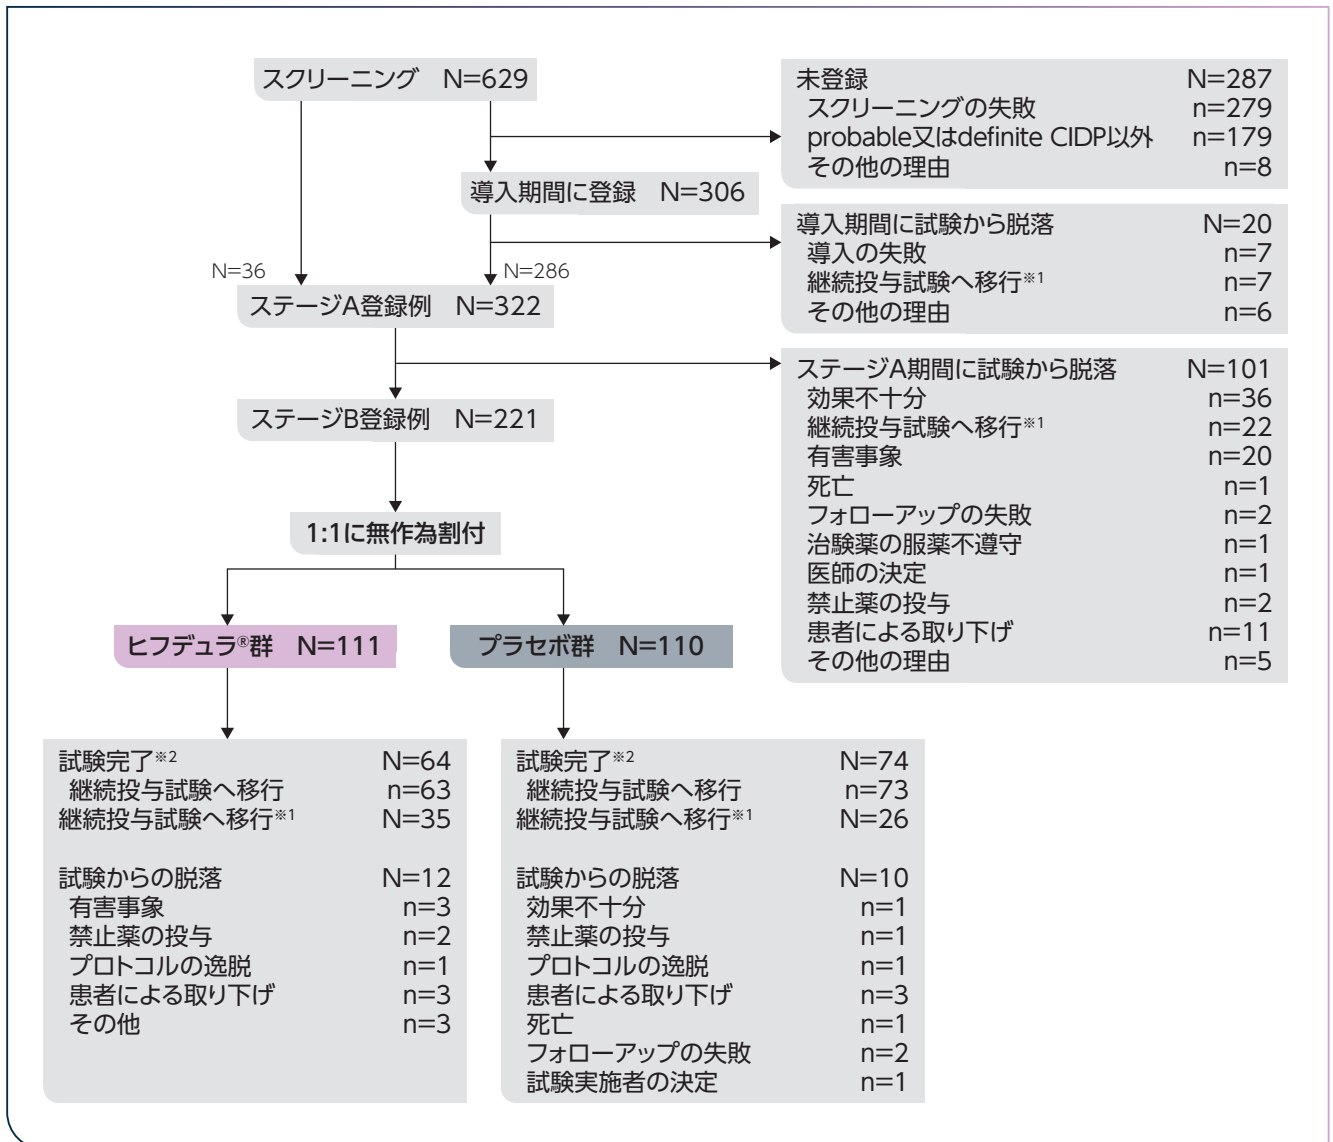 スクリーニング N=629
未登録 N=287
スクリーニングの失敗 n=279
probable又はdefinite CIDP以外 n=179
その他の理由 n=8
導入期間に登録 N=306
導入期間に試験から脱落 N=20
導入の失敗 n=7
継続投与試験へ移行※1 n=7
その他の理由 n=6
N=36
N=286
ステージA登録例 N=322
ステージA期間に試験から脱落 N=101
効果不十分 n=36
継続投与試験へ移行※1 n=22
有害事象 n=20
死亡 n=1
フォローアップの失敗 n=2
治験薬の服薬不遵守 n=1
医師の決定 n=1
禁止薬の投与 n=2
患者による取り下げ n=11
その他の理由 n=5
ステージB登録例 N=221
1:1に無作為割付
ヒフデュラ®群 N=111
プラセボ群 N=110
試験完了※2 N=64
継続投与試験へ移行 n=63
継続投与試験へ移行※1 N=35
試験からの脱落 N=12
有害事象 n=3
禁止薬の投与 n=2
プロトコルの逸脱 n=1
患者による取り下げ n=3
その他 n=3
試験完了※2 N=74
継続投与試験へ移行 n=73
継続投与試験へ移行※1 N=26
試験からの脱落 N=10
効果不十分 n=1
禁止薬の投与 n=1
プロトコルの逸脱 n=1
患者による取り下げ n=3
死亡 n=1
フォローアップの失敗 n=2
試験実施者の決定 n=1